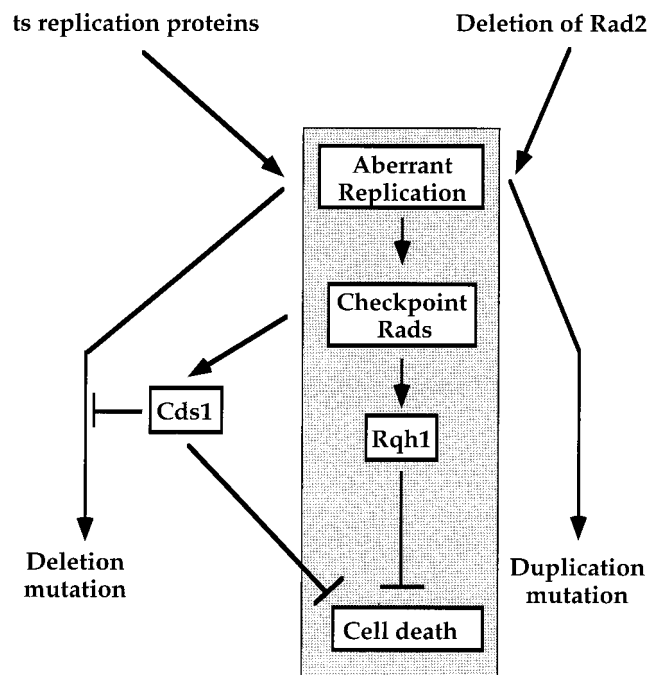 ts replication proteins
Deletion of Rad2
Aberrant
Replication
Checkpoint
Rads
Cds1
Rqh1
Deletion
mutation
Duplication
mutation
Cell death